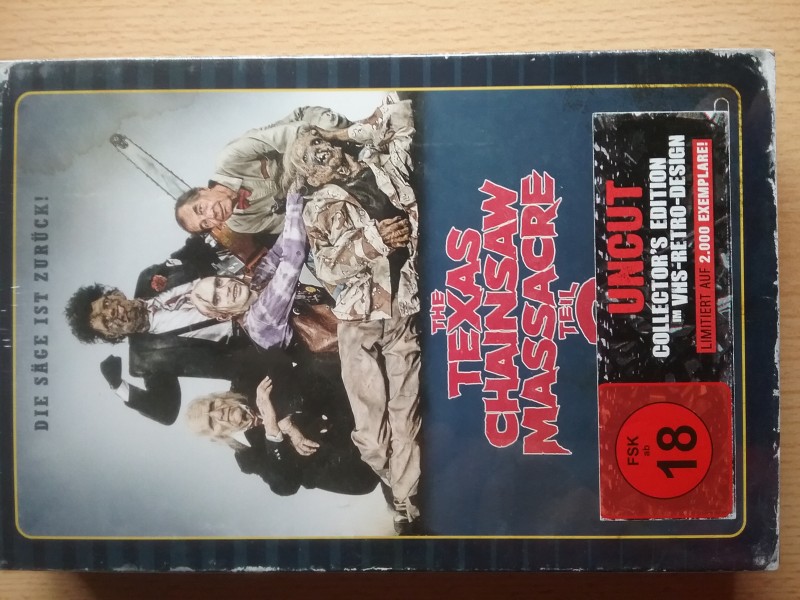 DIE SÄGE IST ZURÜCK!
THE
TEXAS
CHAINSAW
MASSACRE
TEIL
UNCUT
COLLECTOR'S EDITION
IM VHS-RETRO-DESIGN
LIMITIERT AUF 2.000 EXEMPLARE!
FSK
ab
18